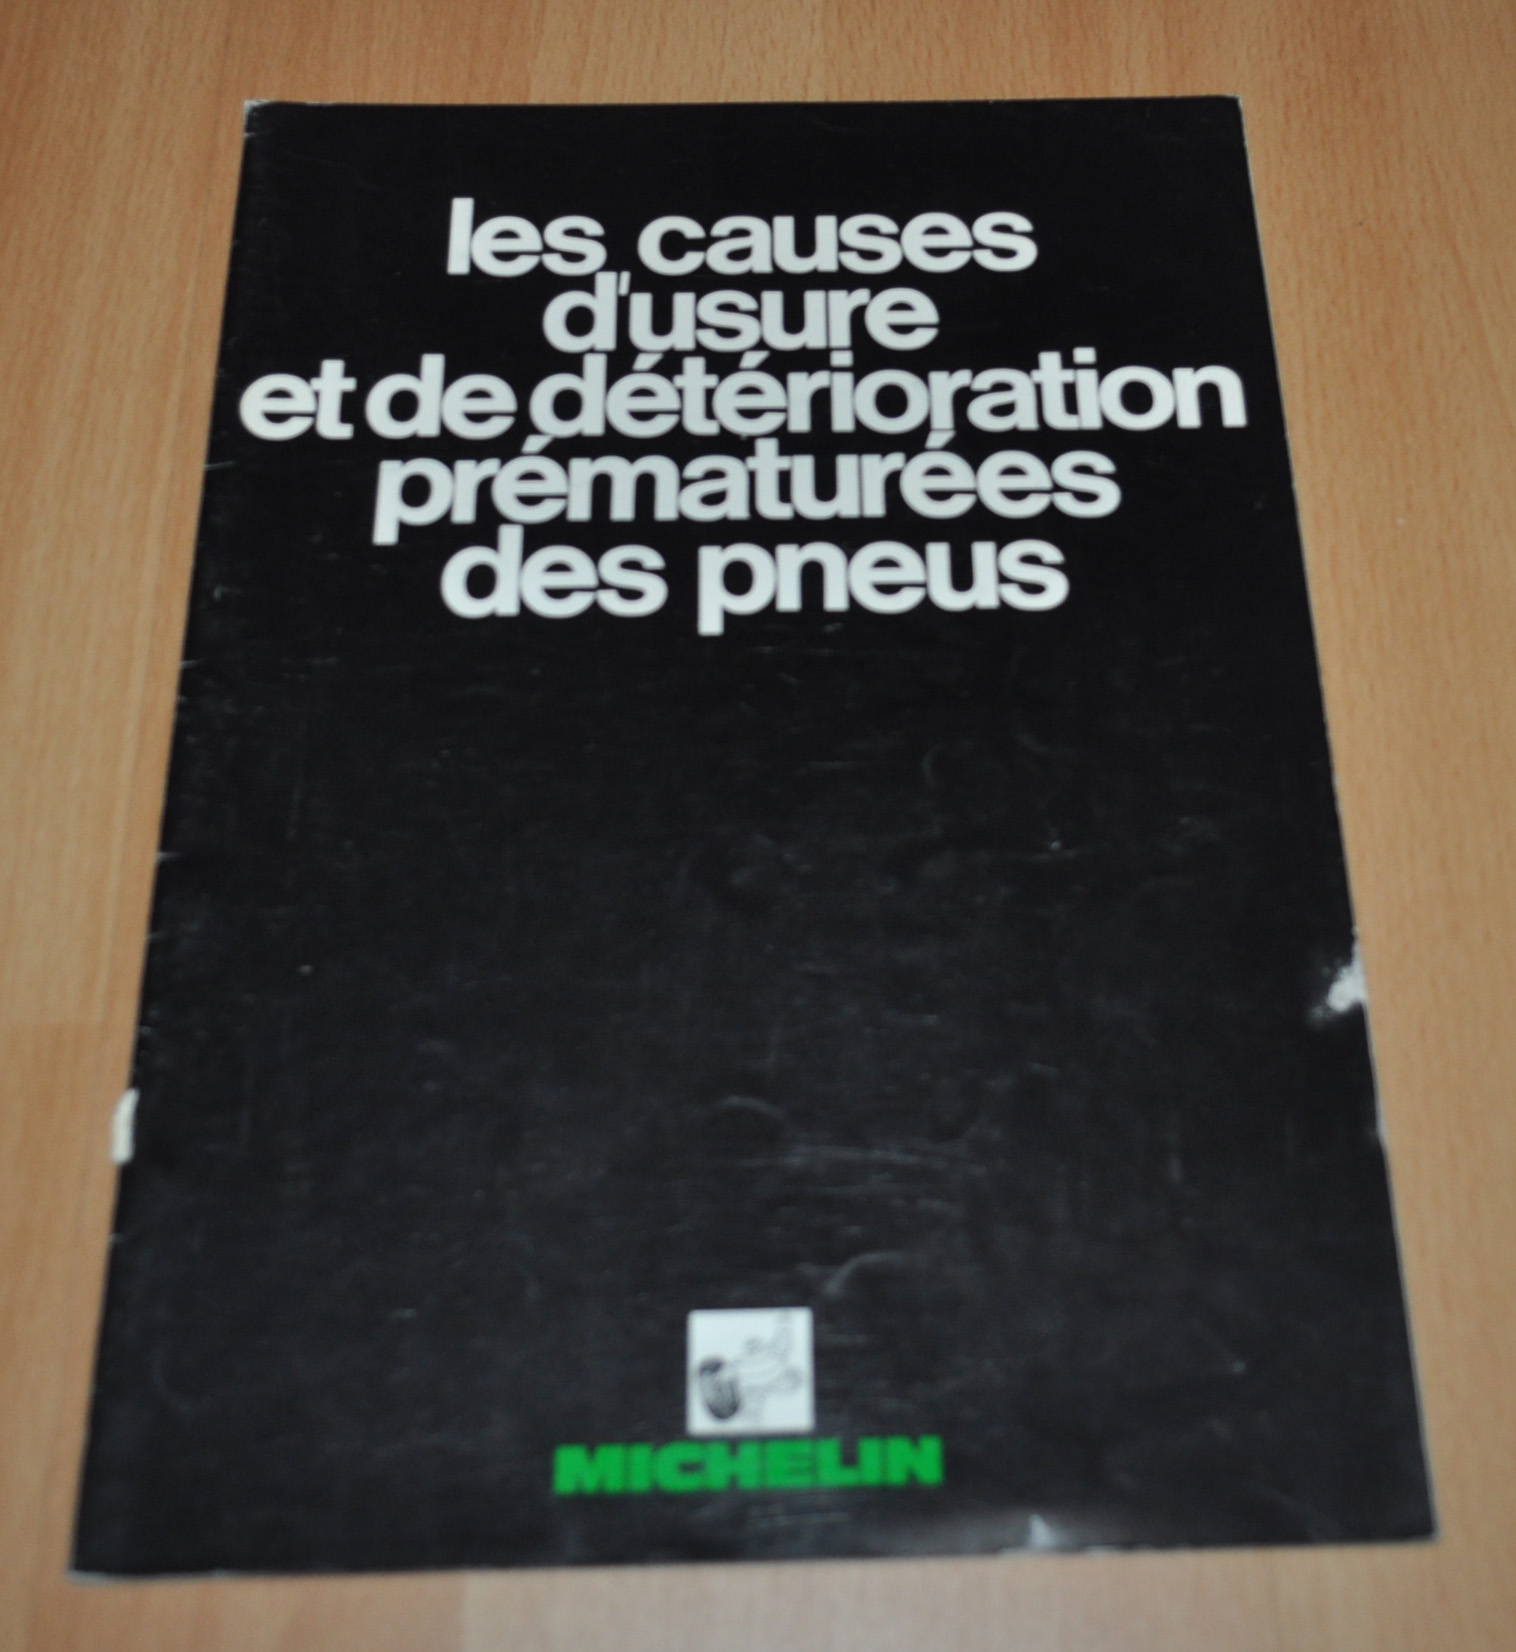 les causes
d'usure
et de détérioration
prématurées
des pneus
MICHELIN